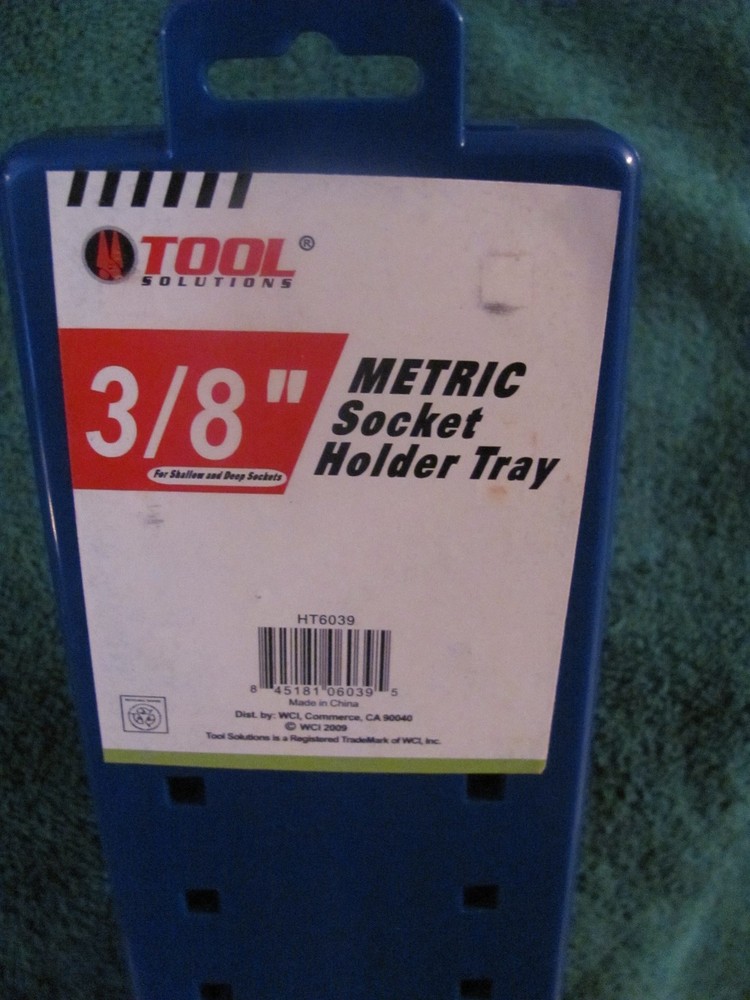 TOOL®
SOLUTIONS
3/8"
For Shallow and Deep Sockets
METRIC
Socket
Holder Tray
HT6039
8 45181 06039 5
Made in China
Dist. by: WCI, Commerce, CA 90040
© WCI 2009
Tool Solutions is a Registered TradeMark of WCI, Inc.